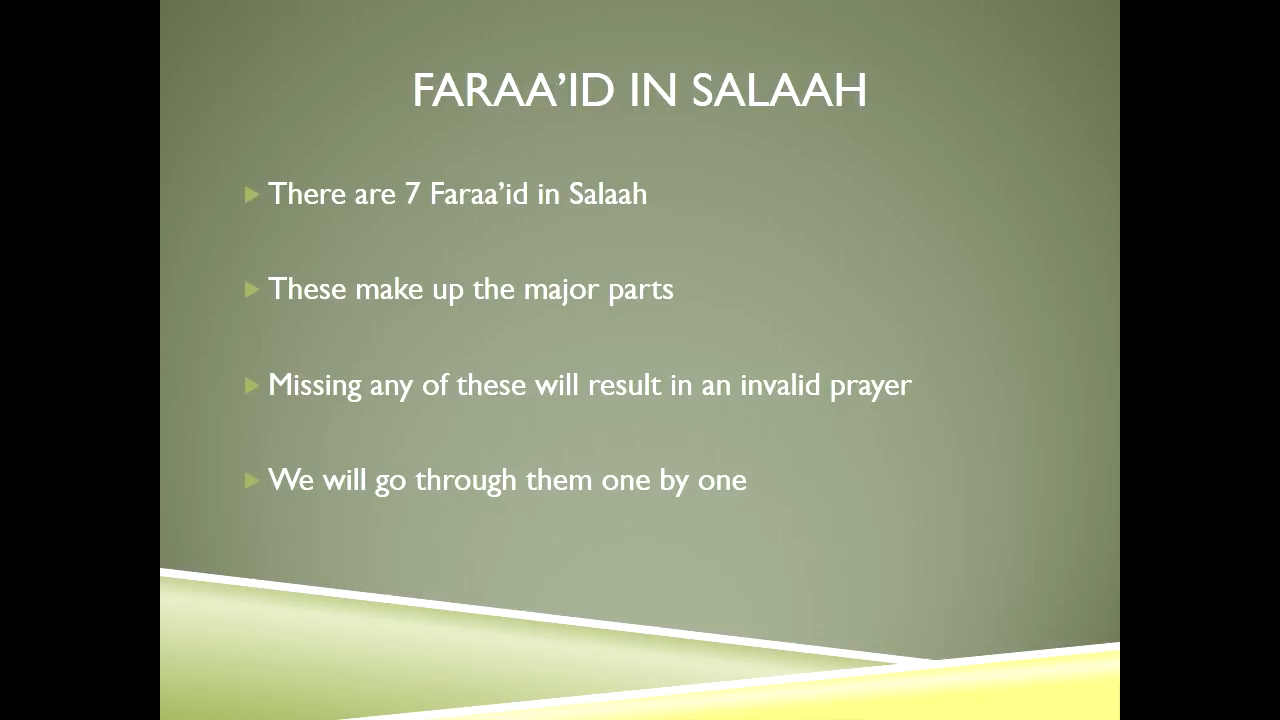 FARAA’ID IN SALAAH
There are 7 Faraa’id in Salaah
These make up the major parts
Missing any of these will result in an invalid prayer
We will go through them one by one